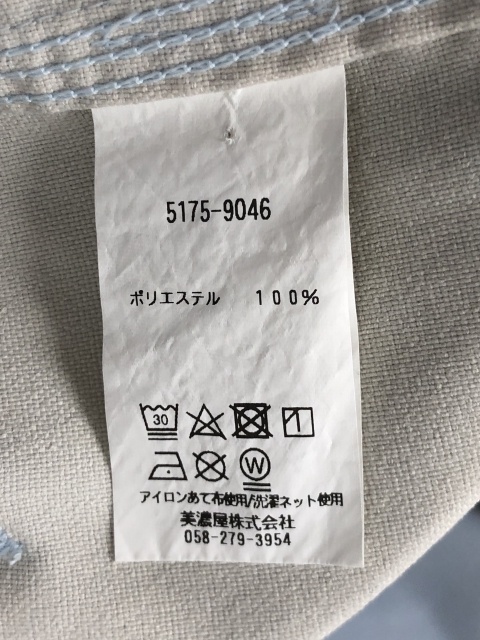 5175-9046
ポリエステル 100%
30
W
アイロンあて布使用/洗濯ネット使用
美濃屋株式会社
058-279-3954